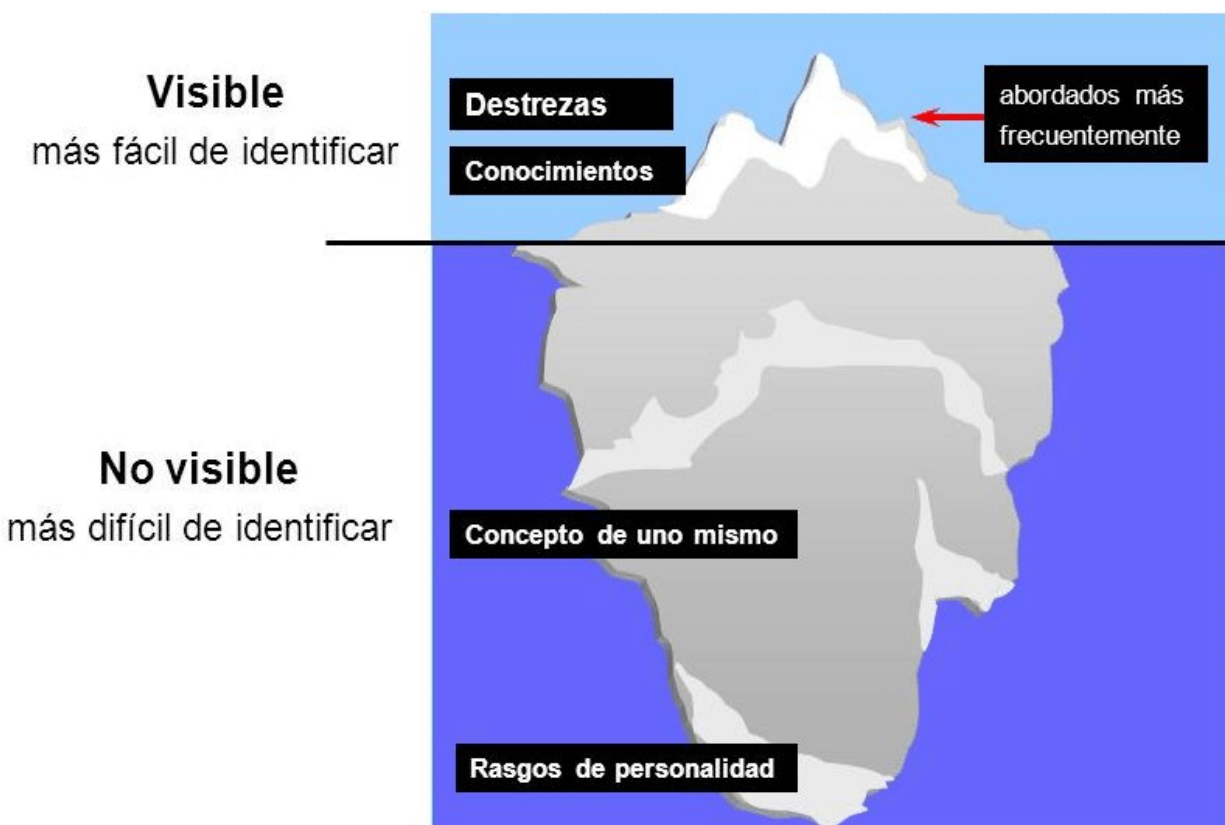 Visible
más fácil de identificar
Destrezas
Conocimientos
abordados más
frecuentemente
No visible
más difícil de identificar
Concepto de uno mismo
Rasgos de personalidad